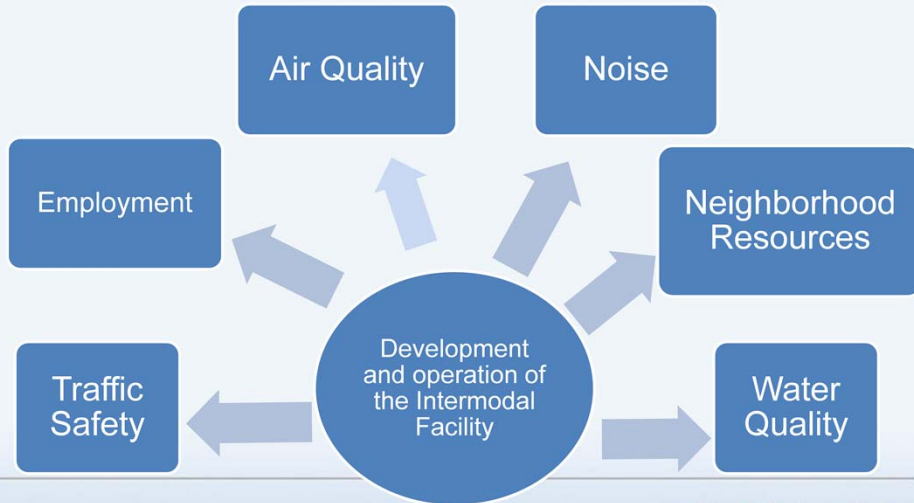 Air Quality
Noise
Employment
Neighborhood
Resources
Traffic
Safety
Development
and operation of
the Intermodal
Facility
Water
Quality